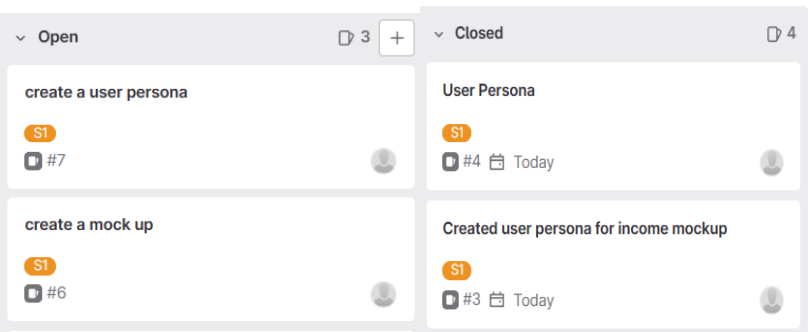 Open 3 +
create a user persona
S1
#7
create a mock up
S1
#6
Closed 4
User Persona
S1
#4 Today
Created user persona for income mockup
S1
#3 Today